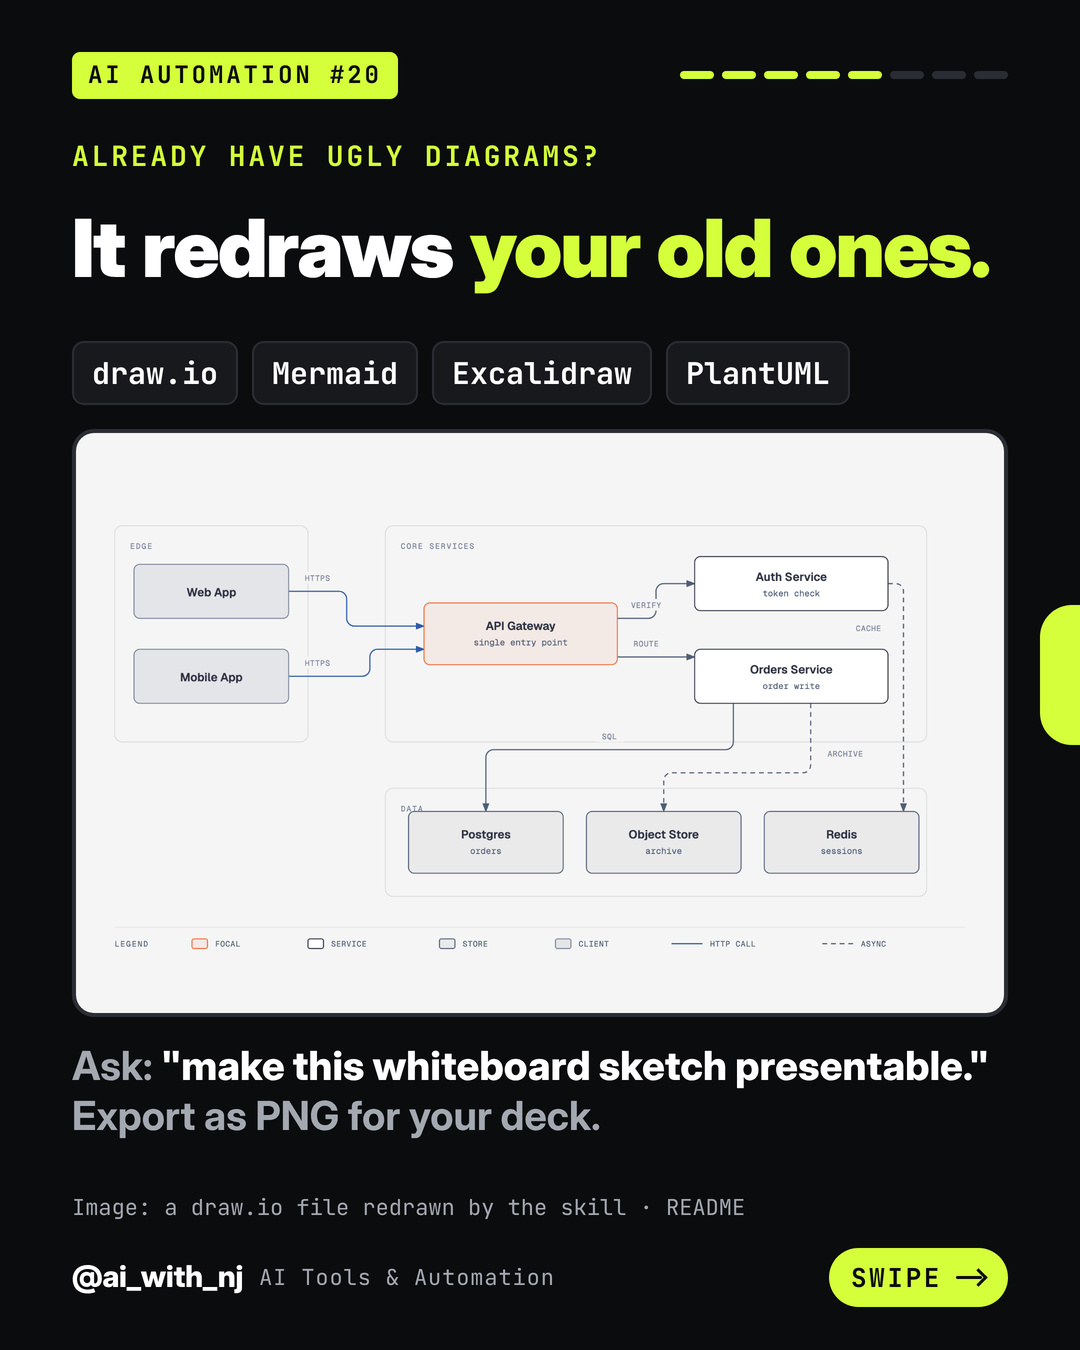 AI AUTOMATION #20
ALREADY HAVE UGLY DIAGRAMS?
It redraws your old ones.
draw.io Mermaid Excalidraw PlantUML
EDGE
Web App
Mobile App
HTTPS
HTTPS
CORE SERVICES
API Gateway
single entry point
VERIFY
ROUTE
Auth Service
token check
CACHE
Orders Service
order write
SQL
ARCHIVE
DATA
Postgres
orders
Object Store
archive
Redis
sessions
LEGEND FOCAL SERVICE STORE CLIENT HTTP CALL ASYNC
Ask: "make this whiteboard sketch presentable."
Export as PNG for your deck.
Image: a draw.io file redrawn by the skill · README
@ai_with_nj AI Tools & Automation
SWIPE →